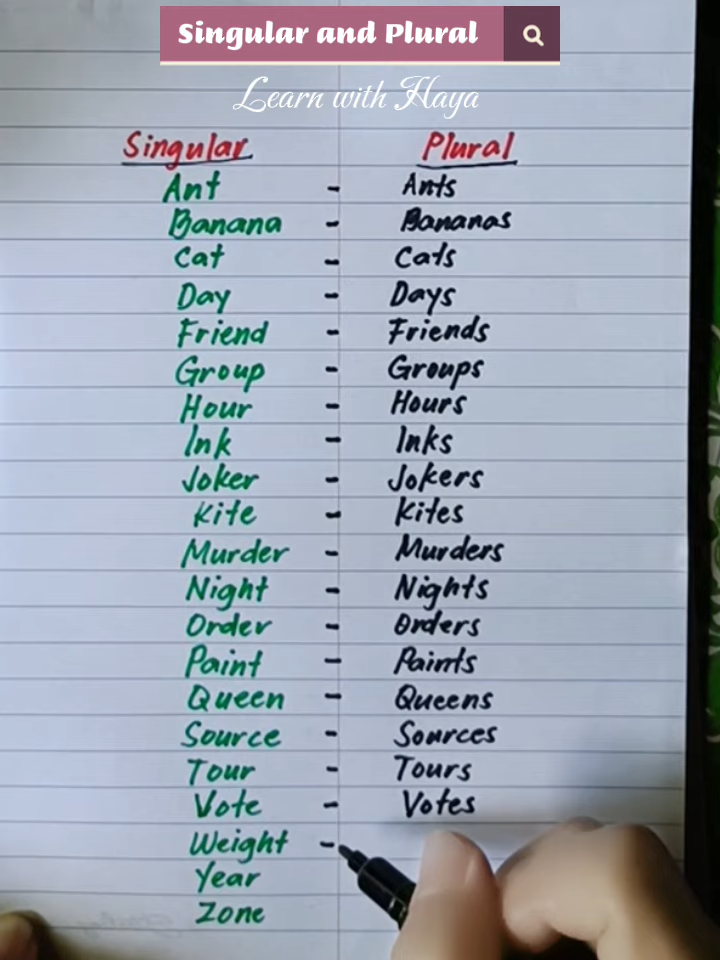 Singular and Plural
Learn with Haya
Singular Plural
Ant - Ants
Banana - Bananas
Cat - Cats
Day - Days
Friend - Friends
Group - Groups
Hour - Hours
Ink - Inks
Joker - Jokers
Kite - Kites
Murder - Murders
Night - Nights
Order - Orders
Paint - Paints
Queen - Queens
Source - Sources
Tour - Tours
Vote - Votes
Weight -
Year
Zone